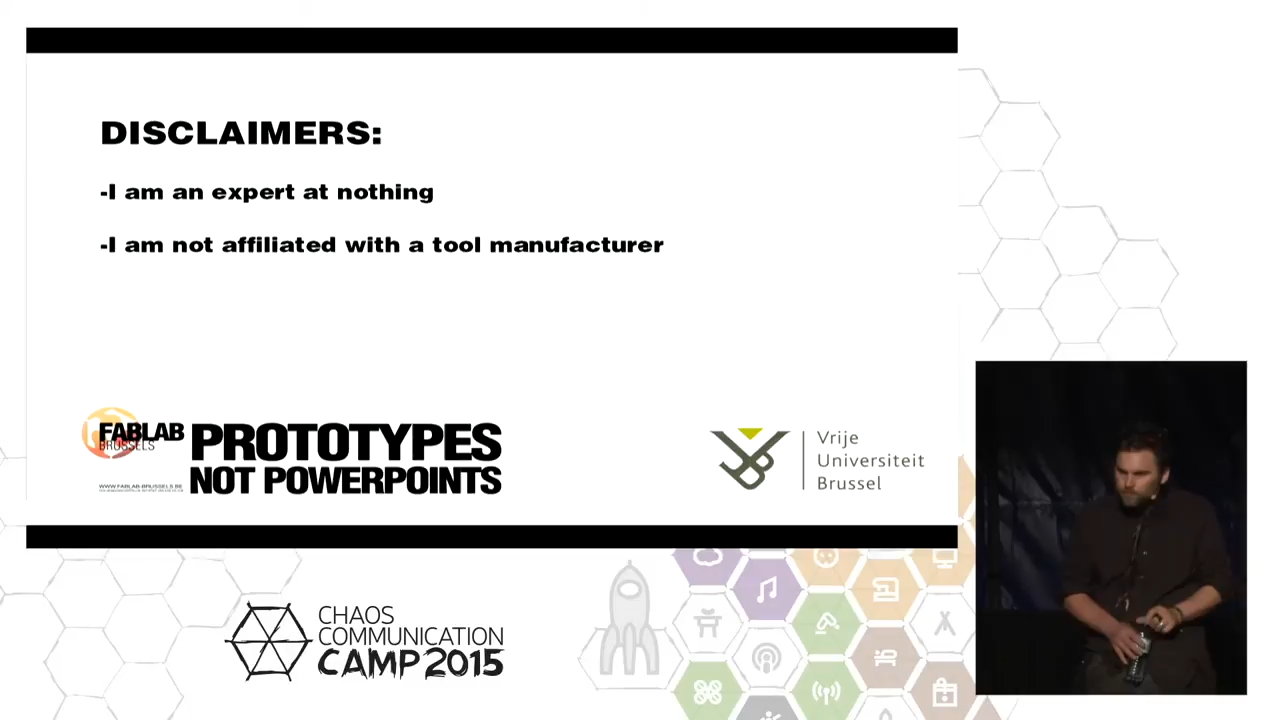 DISCLAIMERS:
-I am an expert at nothing
-I am not affiliated with a tool manufacturer
FABLAB
BRUSSELS
WWW.FABLAB-BRUSSELS.BE
PROTOTYPES
NOT POWERPOINTS
Vrije
Universiteit
Brussel
CHAOS
COMMUNICATION
CAMP 2015